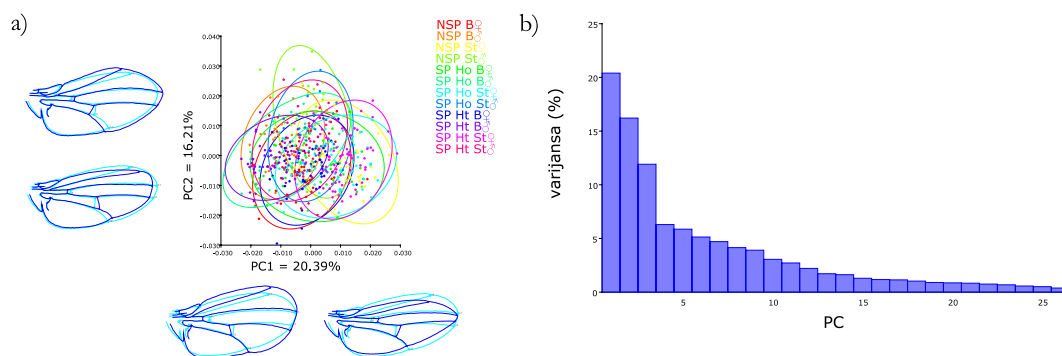 a)
NSP B♀
NSP B♂
NSP St♀
NSP St♂
SP Ho B♀
SP Ho B♂
SP Ho St♀
SP Ho St♂
SP Ht B♀
SP Ht B♂
SP Ht St♀
SP Ht St♂
0.040
0.030
0.020
0.010
0.000
-0.010
-0.020
-0.030
PC2 = 16.21%
-0.030 -0.020 -0.010 0.000 0.010 0.020 0.030
PC1 = 20.39%
b)
25
20
15
10
5
0
varijansa (%)
5 10 15 20 25
PC